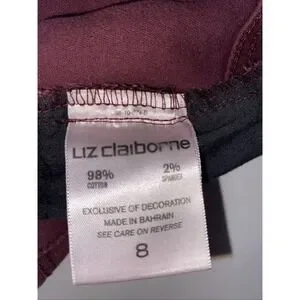 LIZ claiborne
98% 2%
COTTON SPANDEX
EXCLUSIVE OF DECORATION
MADE IN BAHRAIN
SEE CARE ON REVERSE
8